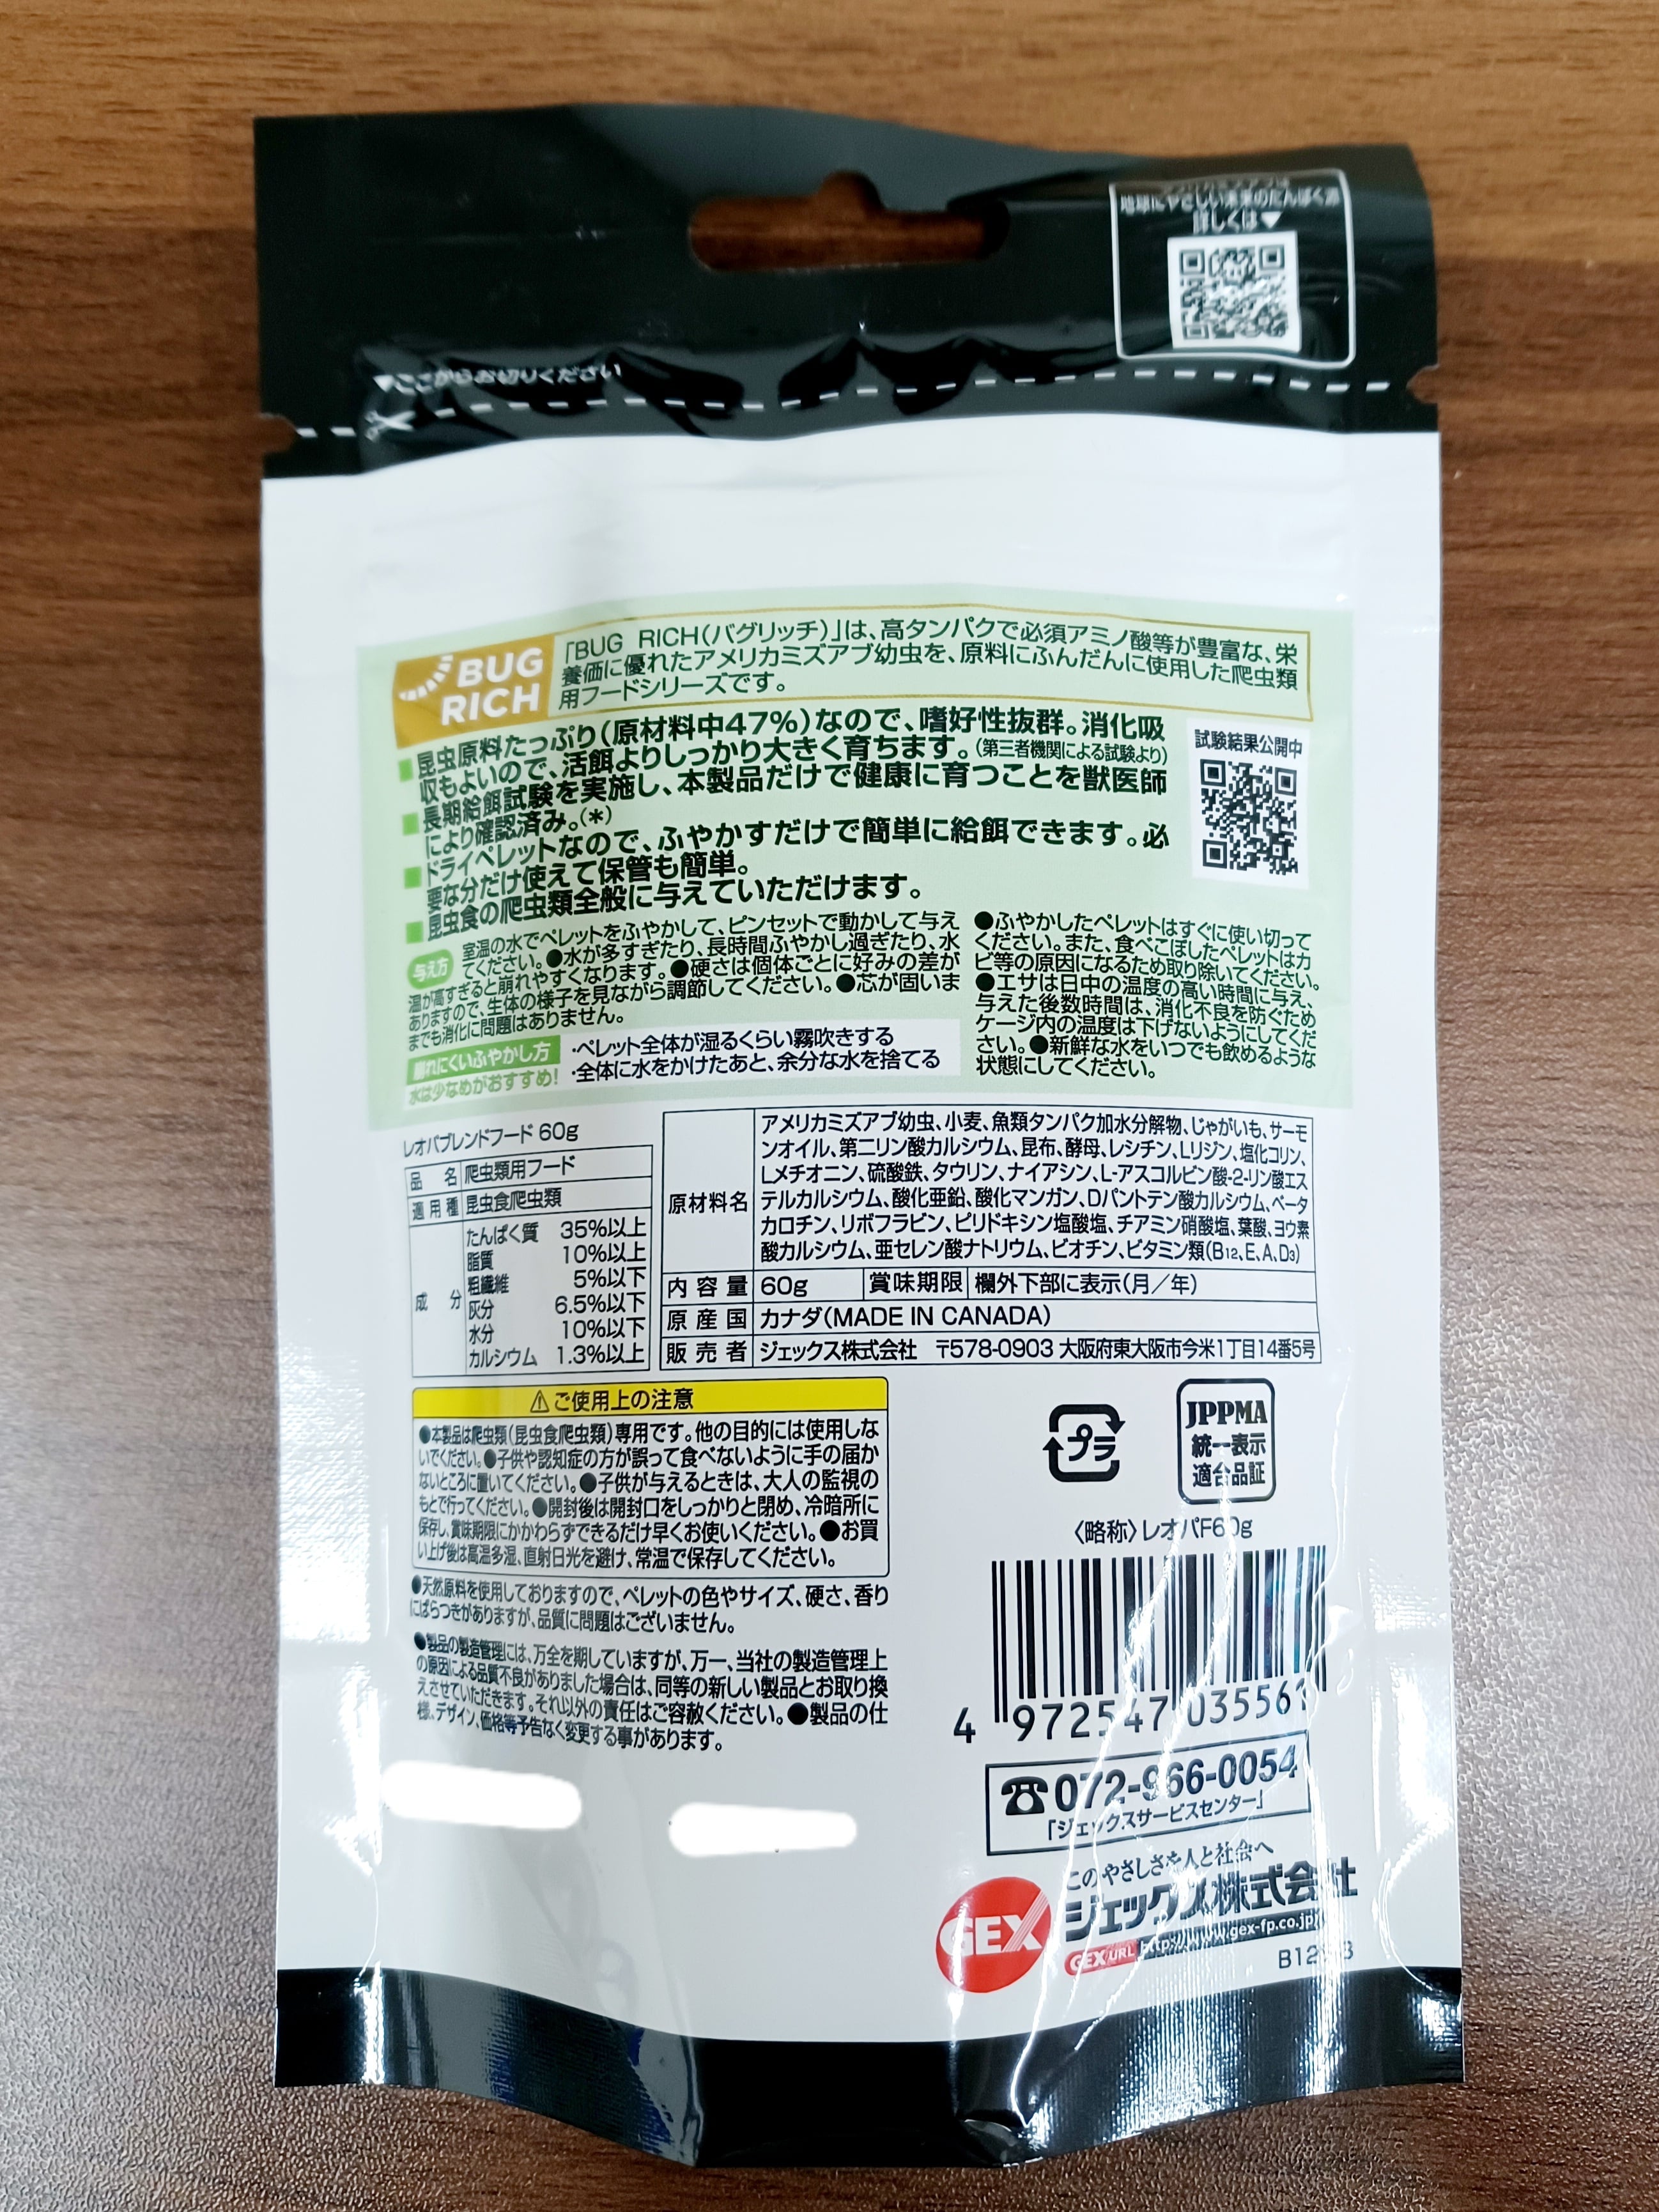 地球にやさしい未来のたんぱく源
詳しくは▼
▼ここからお切りください
BUG
RICH
「BUG RICH(バグリッチ)」は、高タンパクで必須アミノ酸等が豊富な、栄
養価に優れたアメリカミズアブ幼虫を、原料にふんだんに使用した爬虫類
用フードシリーズです。
■昆虫原料たっぷり(原材料中47%)なので、嗜好性抜群。消化吸
収もよいので、活餌よりしっかり大きく育ちます。(第三者機関による試験より)
■長期給餌試験を実施し、本製品だけで健康に育つことを獣医師
により確認済み。(*)
■ドライペレットなので、ふやかすだけで簡単に給餌できます。必
要な分だけ使えて保管も簡単。
■昆虫食の爬虫類全般に与えていただけます。
試験結果公開中
与え方 室温の水でペレットをふやかして、ピンセットで動かして与え
てください。●水が多すぎたり、長時間ふやかし過ぎたり、水
温が高すぎると崩れやすくなります。●硬さは個体ごとに好みの差が
ありますので、生体の様子を見ながら調節してください。●芯が固いま
までも消化に問題はありません。
崩れにくいふやかし方
水は少なめがおすすめ!
・ペレット全体が湿るくらい霧吹きする
・全体に水をかけたあと、余分な水を捨てる
●ふやかしたペレットはすぐに使い切って
ください。また、食べこぼしたペレットはカ
ビ等の原因になるため取り除いてください。
●エサは日中の温度の高い時間に与え、
与えた後数時間は、消化不良を防ぐため
ケージ内の温度は下げないようにしてくだ
さい。●新鮮な水をいつでも飲めるような
状態にしてください。
レオパブレンドフード 60g
品名 爬虫類用フード
適用種 昆虫食爬虫類
成分
たんぱく質 35%以上
脂質 10%以上
粗繊維 5%以下
灰分 6.5%以下
水分 10%以下
カルシウム 1.3%以上
原材料名
アメリカミズアブ幼虫、小麦、魚類タンパク加水分解物、じゃがいも、サーモ
ンオイル、第二リン酸カルシウム、昆布、酵母、レシチン、Lリジン、塩化コリン、
Lメチオニン、硫酸鉄、タウリン、ナイアシン、L-アスコルビン酸-2-リン酸エス
テルカルシウム、酸化亜鉛、酸化マンガン、Dパントテン酸カルシウム、ベータ
カロチン、リボフラビン、ピリドキシン塩酸塩、チアミン硝酸塩、葉酸、ヨウ素
酸カルシウム、亜セレン酸ナトリウム、ビオチン、ビタミン類(B12、E、A、D3)
内容量 60g 賞味期限 欄外下部に表示(月/年)
原産国 カナダ(MADE IN CANADA)
販売者 ジェックス株式会社 〒578-0903 大阪府東大阪市今米1丁目14番5号
⚠ご使用上の注意
●本製品は爬虫類(昆虫食爬虫類)専用です。他の目的には使用しな
いでください。●子供や認知症の方が誤って食べないように手の届か
ないところに置いてください。●子供が与えるときは、大人の監視の
もとで行ってください。●開封後は開封口をしっかりと閉め、冷暗所に
保存し、賞味期限にかかわらずできるだけ早くお使いください。●お買
い上げ後は高温多湿、直射日光を避け、常温で保存してください。
●天然原料を使用しておりますので、ペレットの色やサイズ、硬さ、香り
にばらつきがありますが、品質に問題はございません。
●製品の製造管理には、万全を期していますが、万一、当社の製造管理上
の原因による品質不良がありました場合は、同等の新しい製品とお取り換
えさせていただきます。それ以外の責任はご容赦ください。●製品の仕
様、デザイン、価格等予告なく変更する事があります。
プラ
JPPMA
統一表示
適合品証
〈略称〉レオパF60g
4 972547 035561
☎072-966-0054
「ジェックスサービスセンター」
このやさしさを人と社会へ
GEX
ジェックス株式会社
GEX URL http://www.gex-fp.co.jp/